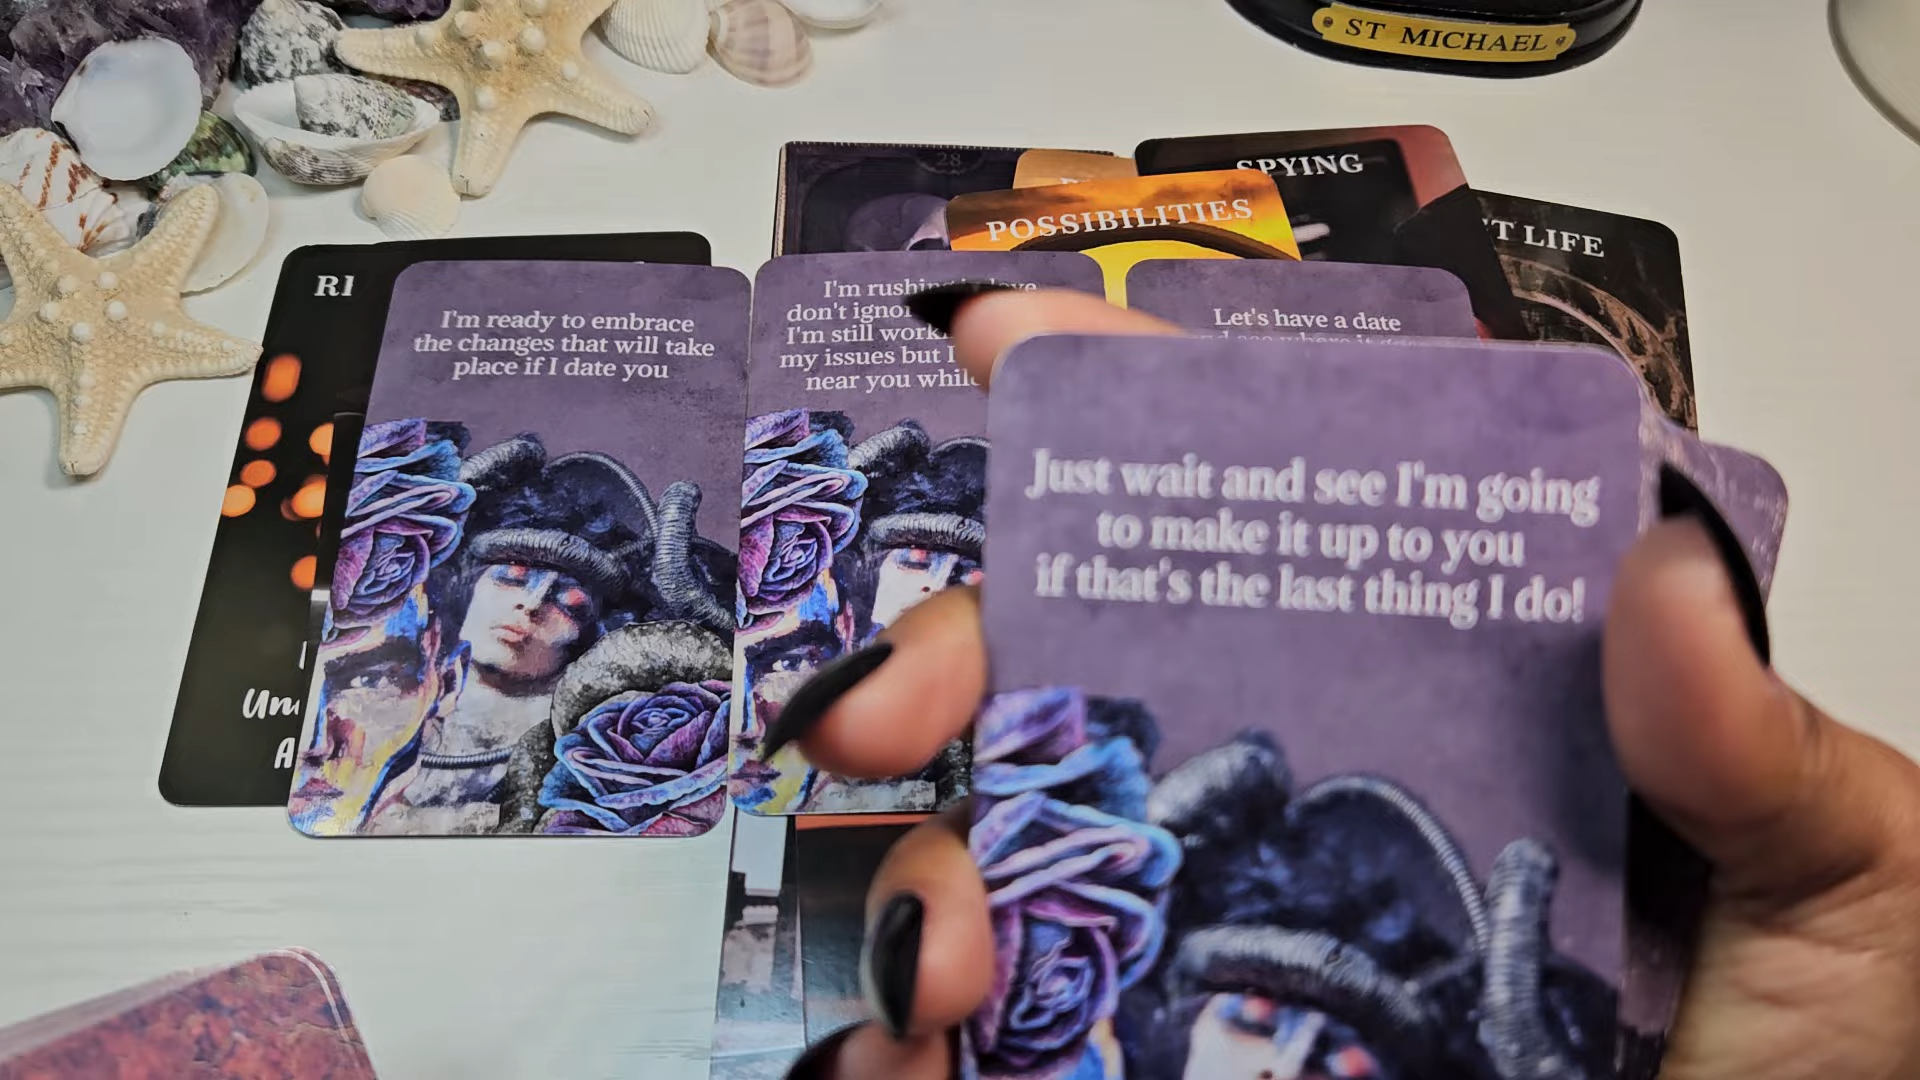 ST MICHAEL
28
SPYING
POSSIBILITIES
LIFE
I'm ready to embrace
the changes that will take
place if I date you
I'm rushing
don't
I'm still
my issues but I
near you
Let's have a date
Just wait and see I'm going
to make it up to you
if that's the last thing I do!